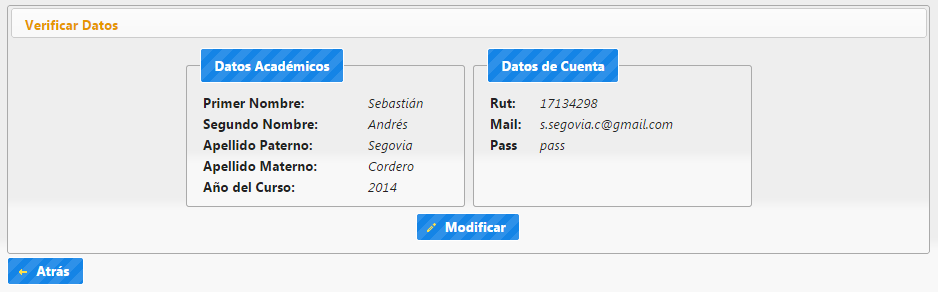 Verificar Datos
Datos Académicos
Primer Nombre: Sebastián
Segundo Nombre: Andrés
Apellido Paterno: Segovia
Apellido Materno: Cordero
Año del Curso: 2014
Datos de Cuenta
Rut: 17134298
Mail: s.segovia.c@gmail.com
Pass pass
Modificar
Atrás